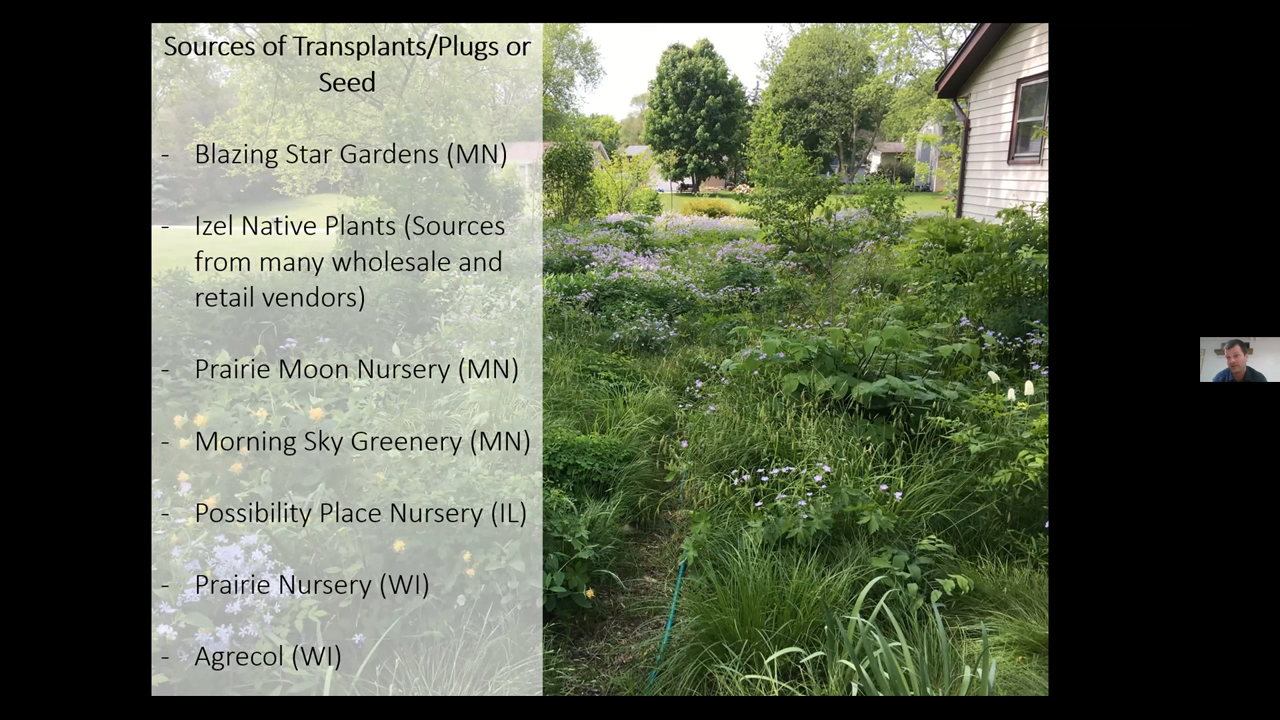 Sources of Transplants/Plugs or
Seed
- Blazing Star Gardens (MN)
- Izel Native Plants (Sources
from many wholesale and
retail vendors)
- Prairie Moon Nursery (MN)
- Morning Sky Greenery (MN)
- Possibility Place Nursery (IL)
- Prairie Nursery (WI)
- Agrecol (WI)